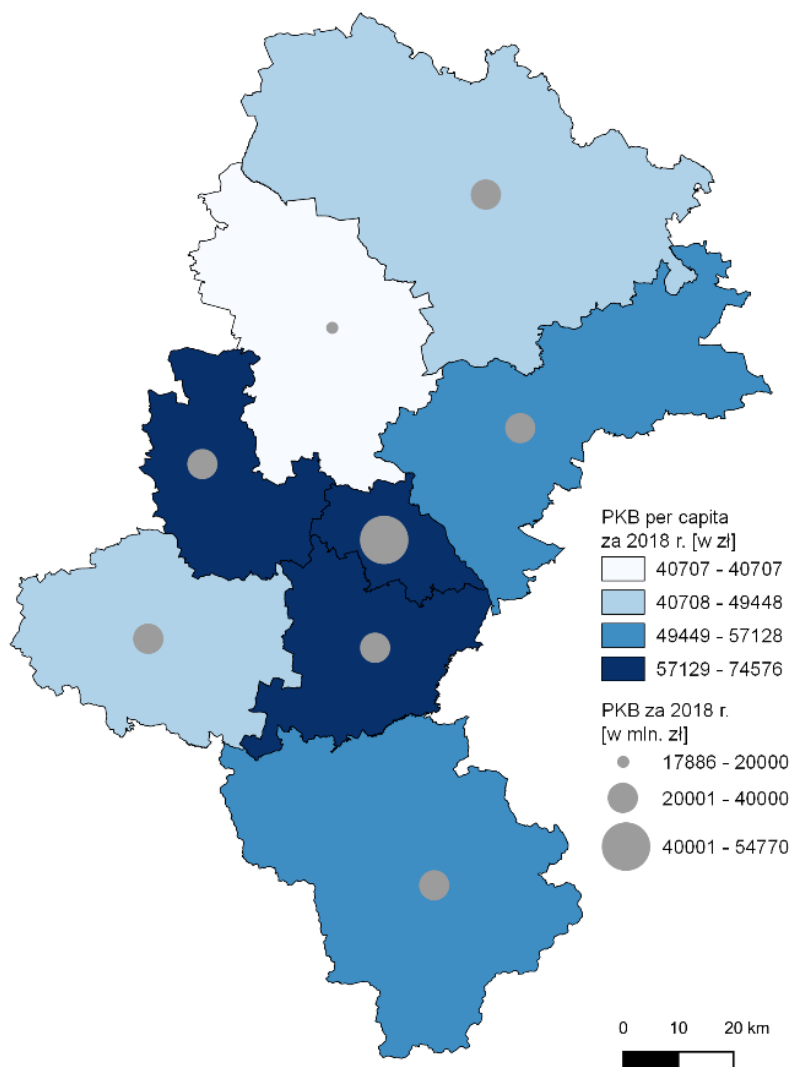 PKB per capita
za 2018 r. [w zł]
40707 - 40707
40708 - 49448
49449 - 57128
57129 - 74576
PKB za 2018 r.
[w mln. zł]
17886 - 20000
20001 - 40000
40001 - 54770
0 10 20 km